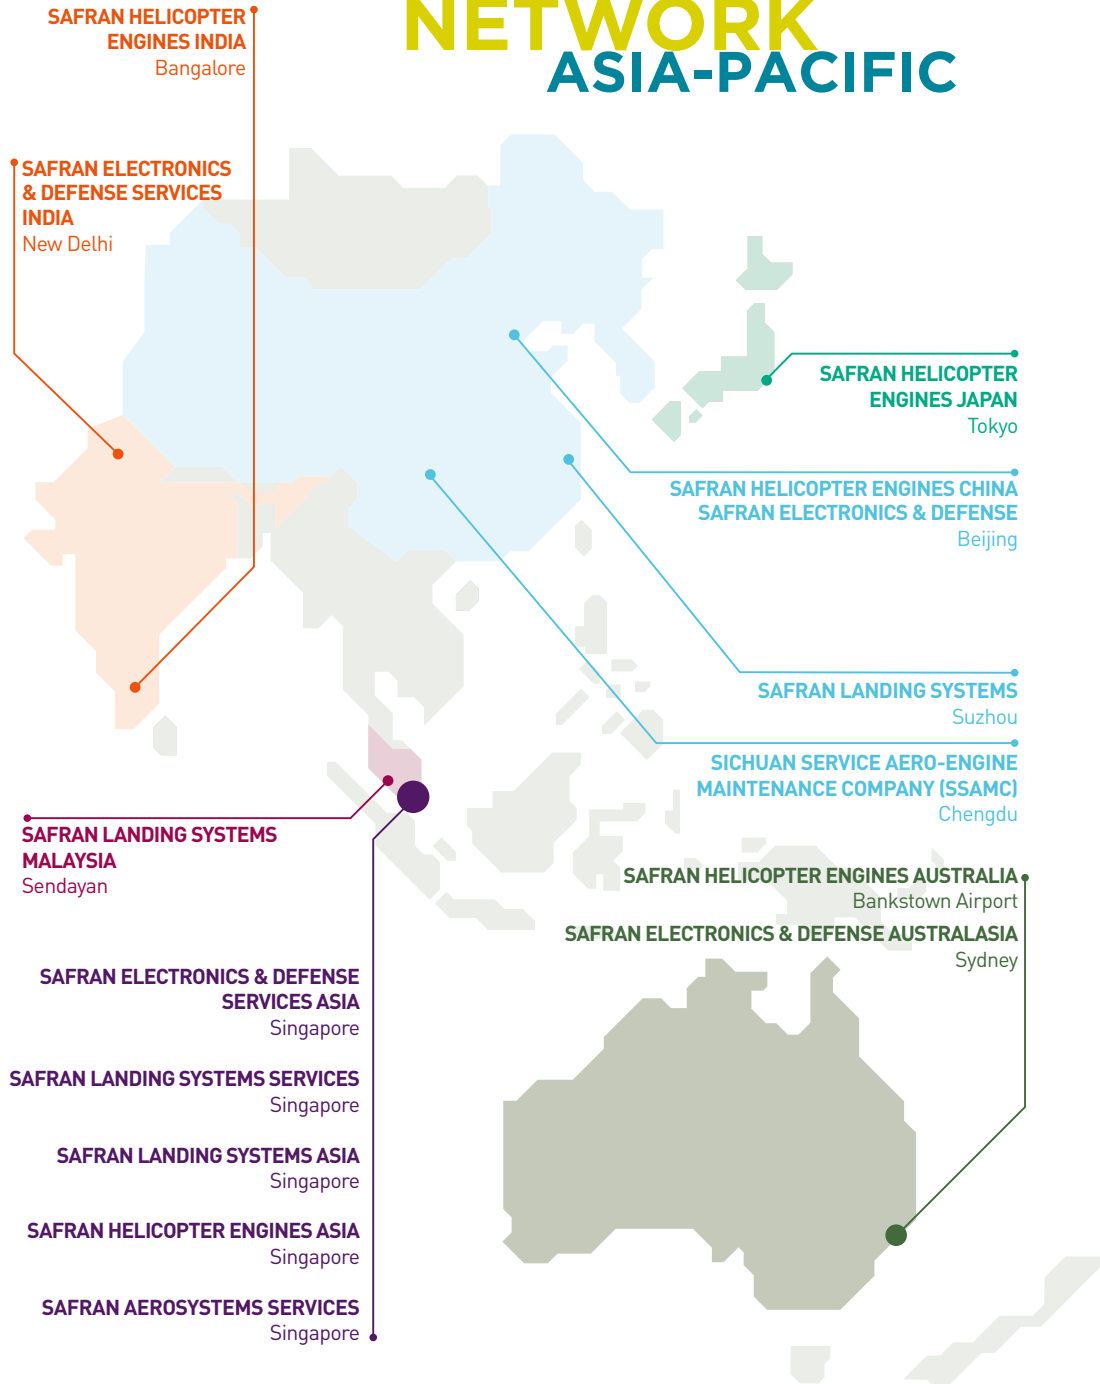 NETWORK
ASIA-PACIFIC
SAFRAN HELICOPTER
ENGINES INDIA
Bangalore
SAFRAN ELECTRONICS
& DEFENSE SERVICES
INDIA
New Delhi
SAFRAN HELICOPTER
ENGINES JAPAN
Tokyo
SAFRAN HELICOPTER ENGINES CHINA
SAFRAN ELECTRONICS & DEFENSE
Beijing
SAFRAN LANDING SYSTEMS
Suzhou
SICHUAN SERVICE AERO-ENGINE
MAINTENANCE COMPANY (SSAMC)
Chengdu
SAFRAN LANDING SYSTEMS
MALAYSIA
Sendayan
SAFRAN HELICOPTER ENGINES AUSTRALIA
Bankstown Airport
SAFRAN ELECTRONICS & DEFENSE AUSTRALASIA
Sydney
SAFRAN ELECTRONICS & DEFENSE
SERVICES ASIA
Singapore
SAFRAN LANDING SYSTEMS SERVICES
Singapore
SAFRAN LANDING SYSTEMS ASIA
Singapore
SAFRAN HELICOPTER ENGINES ASIA
Singapore
SAFRAN AEROSYSTEMS SERVICES
Singapore